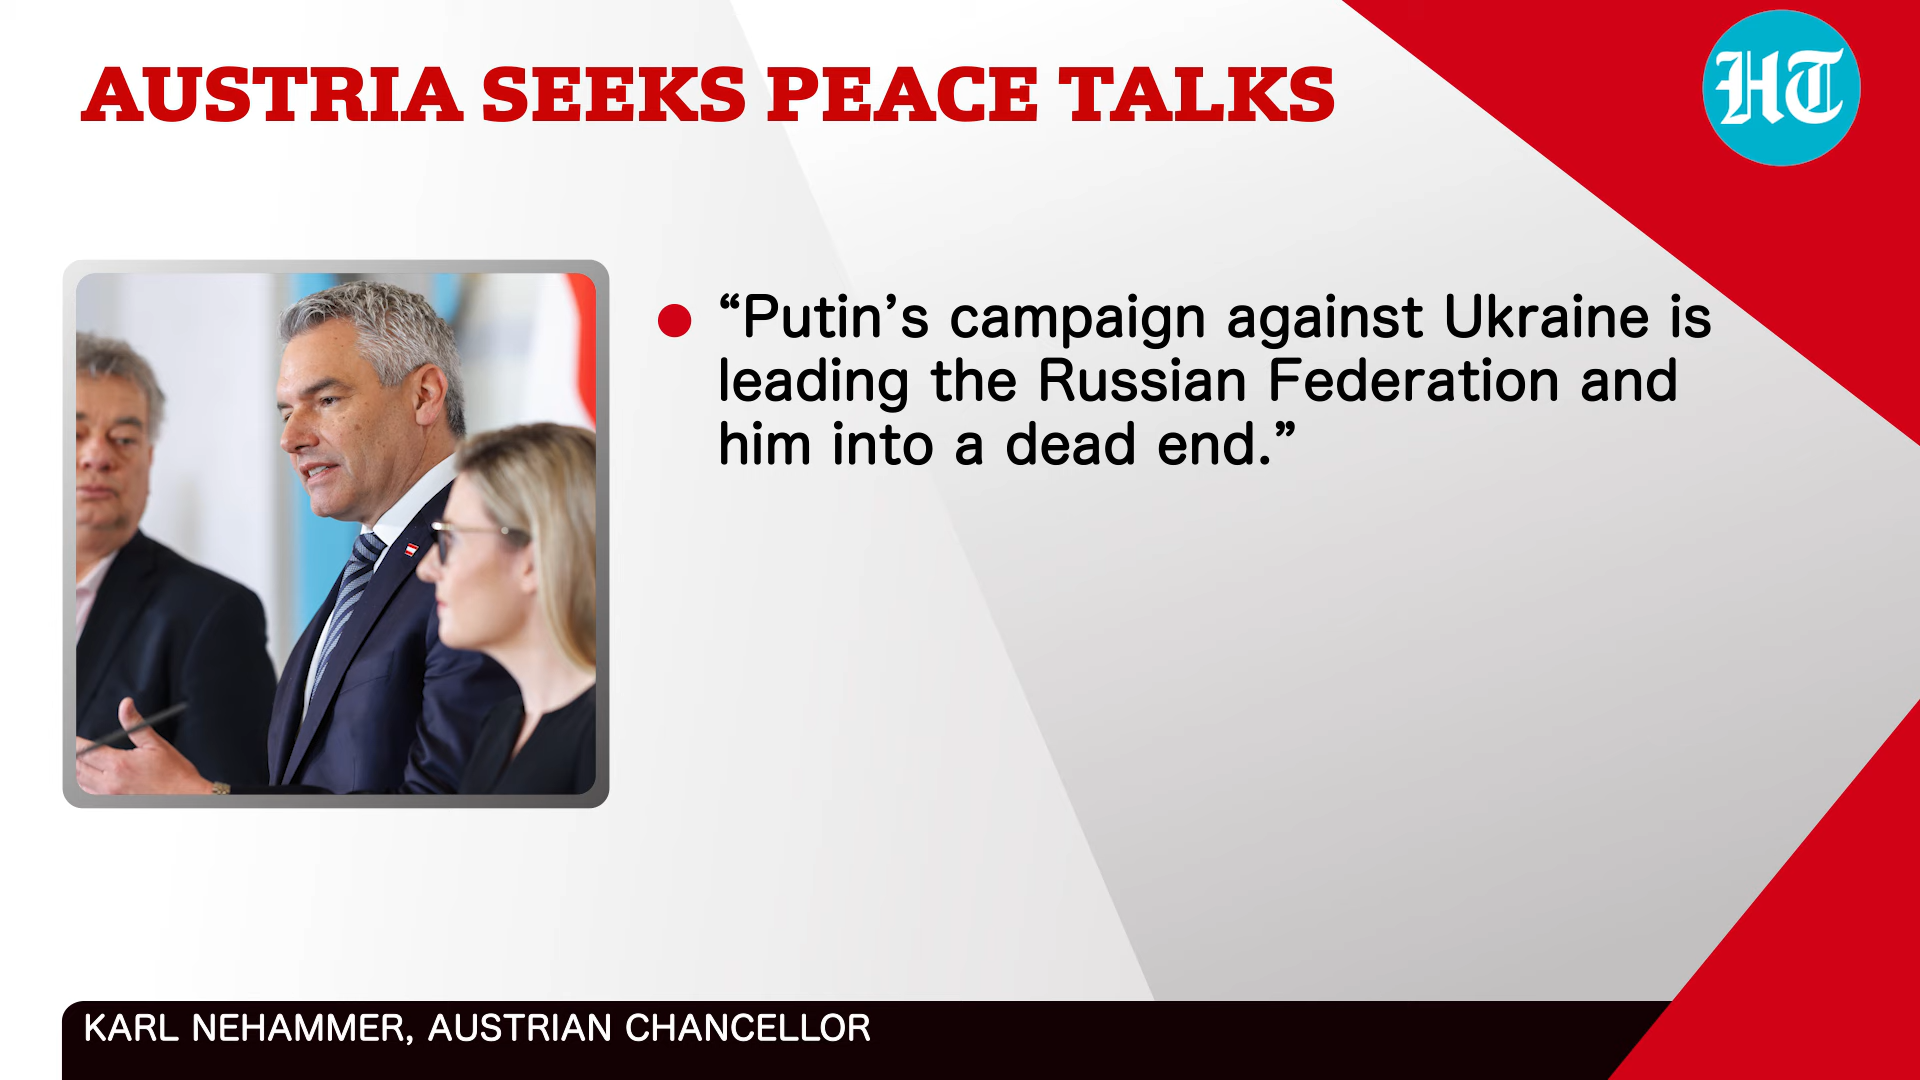 AUSTRIA SEEKS PEACE TALKS
HT
“Putin’s campaign against Ukraine is
leading the Russian Federation and
him into a dead end.”
KARL NEHAMMER, AUSTRIAN CHANCELLOR